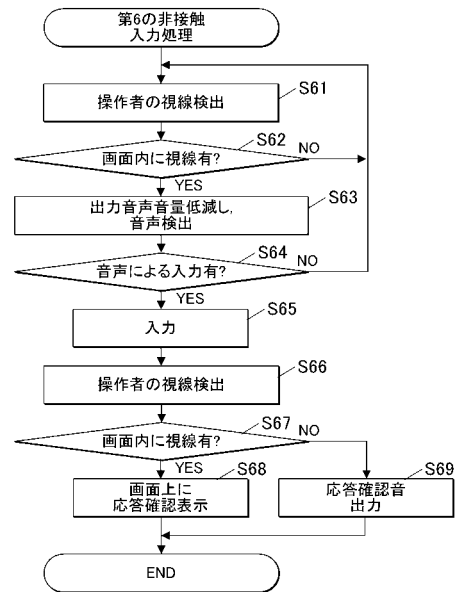 第6の非接触
入力処理
操作者の視線検出
S61
画面内に視線有?
S62
NO
YES
出力音声音量低減し,
音声検出
S63
音声による入力有?
S64
NO
YES
入力
S65
操作者の視線検出
S66
画面内に視線有?
S67
NO
YES
画面上に
応答確認表示
S68
応答確認音
出力
S69
END